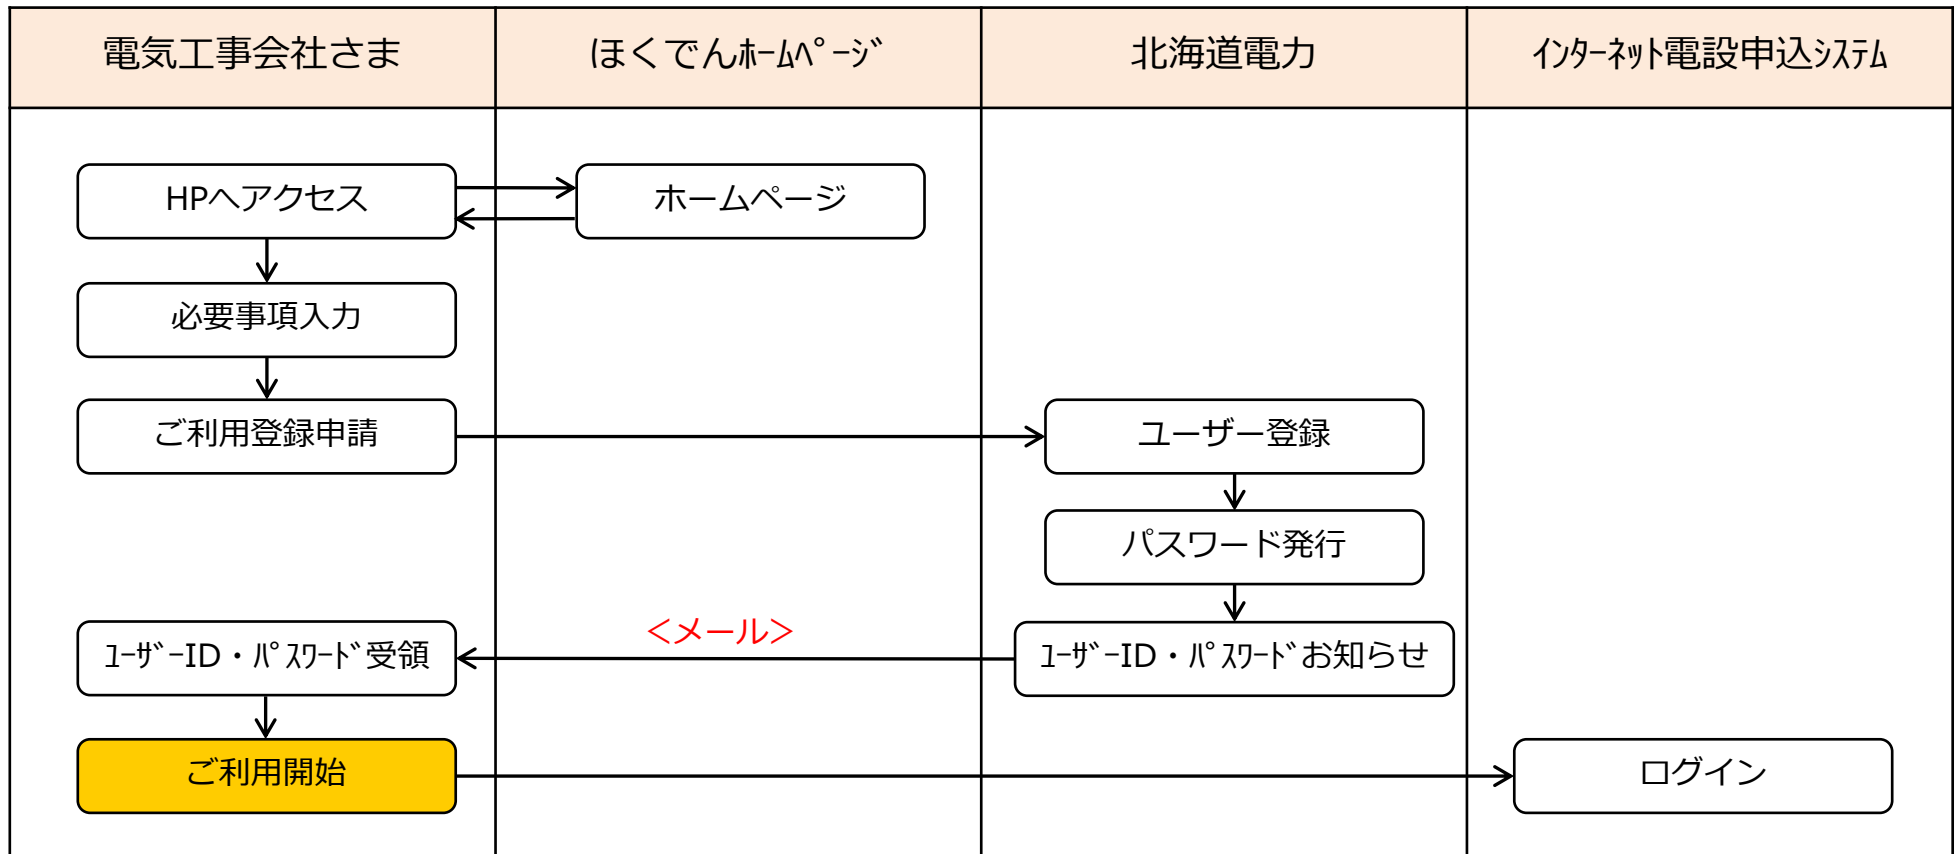 電気工事会社さま
ほくでんﾎｰﾑﾍﾟｰｼﾞ
北海道電力
ｲﾝﾀｰﾈｯﾄ電設申込ｼｽﾃﾑ
HPへアクセス
ホームページ
必要事項入力
ご利用登録申請
ユーザー登録
パスワード発行
<メール>
ﾕｰｻﾞｰID・ﾊﾟｽﾜｰﾄﾞ受領
ﾕｰｻﾞｰID・ﾊﾟｽﾜｰﾄﾞお知らせ
ご利用開始
ログイン